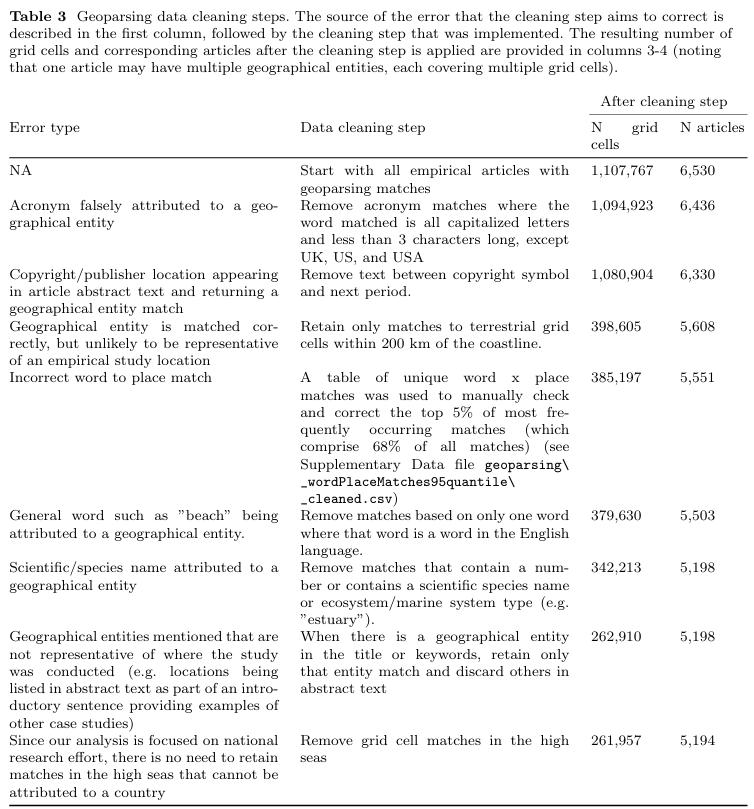 Table 3 Geoparsing data cleaning steps. The source of the error that the cleaning step aims to correct is
described in the first column, followed by the cleaning step that was implemented. The resulting number of
grid cells and corresponding articles after the cleaning step is applied are provided in columns 3-4 (noting
that one article may have multiple geographical entities, each covering multiple grid cells).
After cleaning step
Error type Data cleaning step N grid N articles
cells
NA Start with all empirical articles with 1,107,767 6,530
geoparsing matches
Acronym falsely attributed to a geo- Remove acronym matches where the 1,094,923 6,436
graphical entity word matched is all capitalized letters
and less than 3 characters long, except
UK, US, and USA
Copyright/publisher location appearing Remove text between copyright symbol 1,080,904 6,330
in article abstract text and returning a and next period.
geographical entity match
Geographical entity is matched cor- Retain only matches to terrestrial grid 398,605 5,608
rectly, but unlikely to be representative cells within 200 km of the coastline.
of an empirical study location
Incorrect word to place match A table of unique word x place 385,197 5,551
matches was used to manually check
and correct the top 5% of most fre-
quently occurring matches (which
comprise 68% of all matches) (see
Supplementary Data file geoparsing\
_wordPlaceMatches95quantile\
_cleaned.csv)
General word such as ”beach” being Remove matches based on only one word 379,630 5,503
attributed to a geographical entity. where that word is a word in the English
language.
Scientific/species name attributed to a Remove matches that contain a num- 342,213 5,198
geographical entity ber or contains a scientific species name
or ecosystem/marine system type (e.g.
”estuary”).
Geographical entities mentioned that are When there is a geographical entity 262,910 5,198
not representative of where the study in the title or keywords, retain only
was conducted (e.g. locations being that entity match and discard others in
listed in abstract text as part of an intro- abstract text
ductory sentence providing examples of
other case studies)
Since our analysis is focused on national Remove grid cell matches in the high 261,957 5,194
research effort, there is no need to retain seas
matches in the high seas that cannot be
attributed to a country